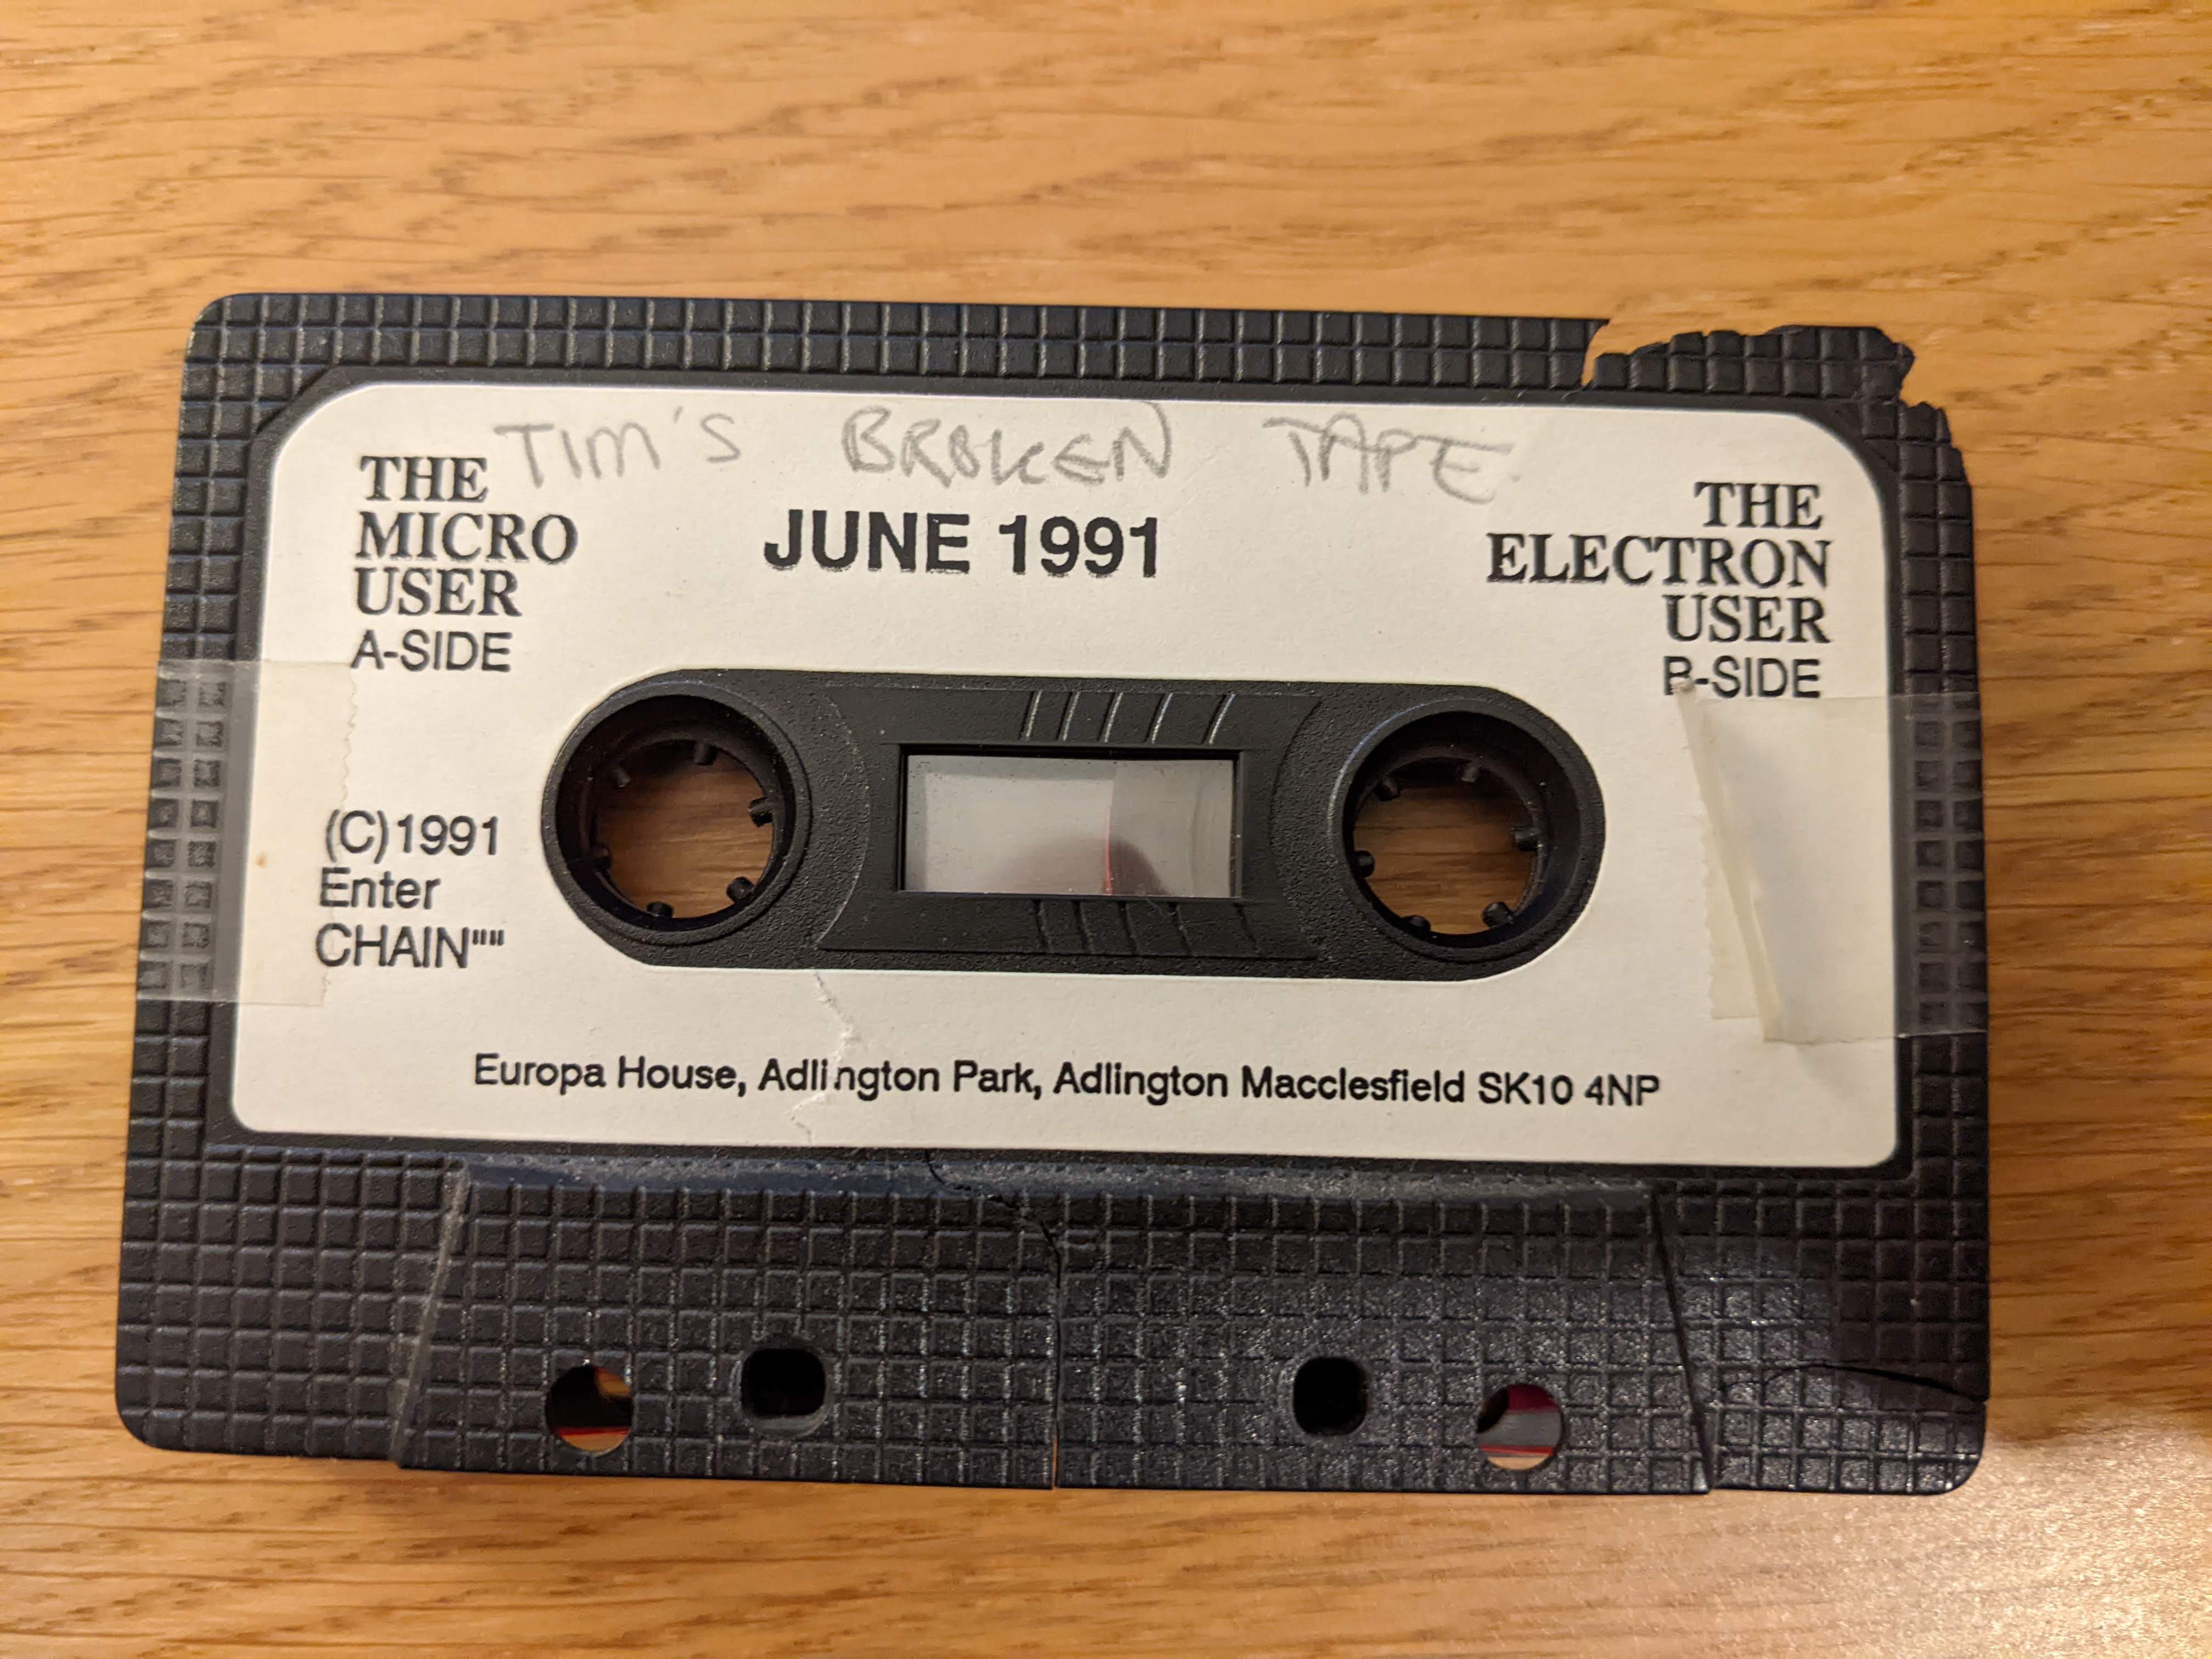 TIM'S BROKEN TAPE
THE
MICRO
USER
A-SIDE
JUNE 1991
THE
ELECTRON
USER
B-SIDE
(C)1991
Enter
CHAIN""
Europa House, Adlington Park, Adlington Macclesfield SK10 4NP